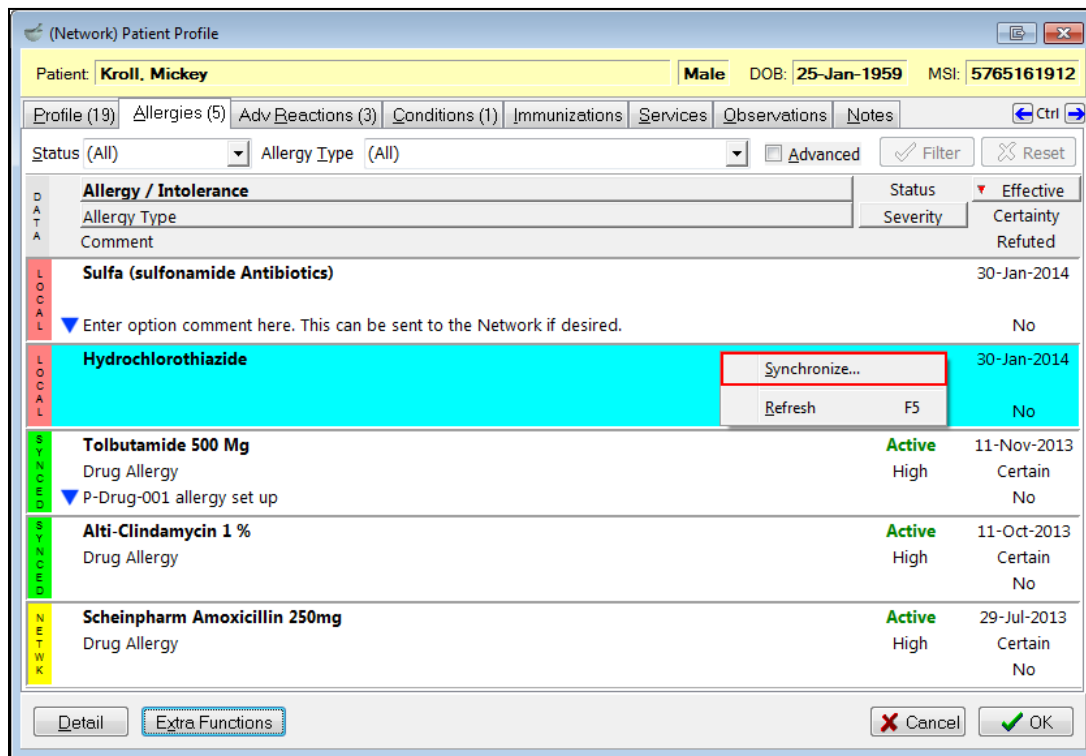 (Network) Patient Profile
Patient: Kroll, Mickey Male DOB: 25-Jan-1959 MSI: 5765161912
Profile (19) Allergies (5) Adv Reactions (3) Conditions (1) Immunizations Services Observations Notes Ctrl
Status (All) Allergy Type (All) Advanced Filter Reset
DATA Allergy / Intolerance Status Effective
Allergy Type Severity Certainty
Comment Refuted
LOCAL Sulfa (sulfonamide Antibiotics) 30-Jan-2014
Enter option comment here. This can be sent to the Network if desired. No
LOCAL Hydrochlorothiazide 30-Jan-2014
Synchronize...
Refresh F5 No
SYNCED Tolbutamide 500 Mg Active 11-Nov-2013
Drug Allergy High Certain
P-Drug-001 allergy set up No
SYNCED Alti-Clindamycin 1 % Active 11-Oct-2013
Drug Allergy High Certain
No
NETWK Scheinpharm Amoxicillin 250mg Active 29-Jul-2013
Drug Allergy High Certain
No
Detail Extra Functions Cancel OK